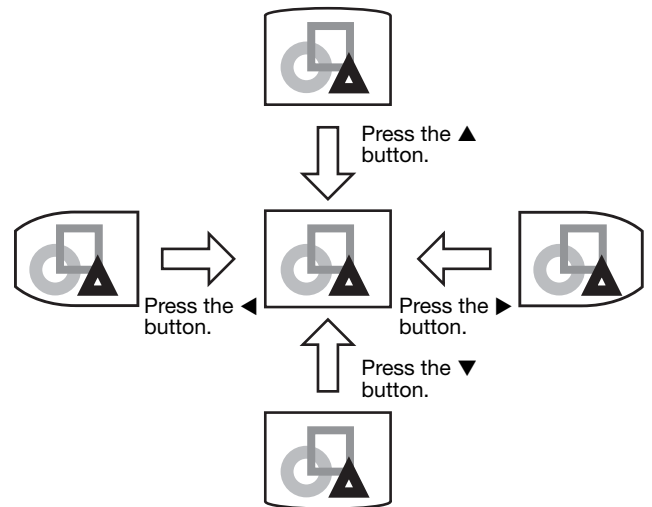 Press the ▲
button.
Press the ◀
button.
Press the ▶
button.
Press the ▼
button.